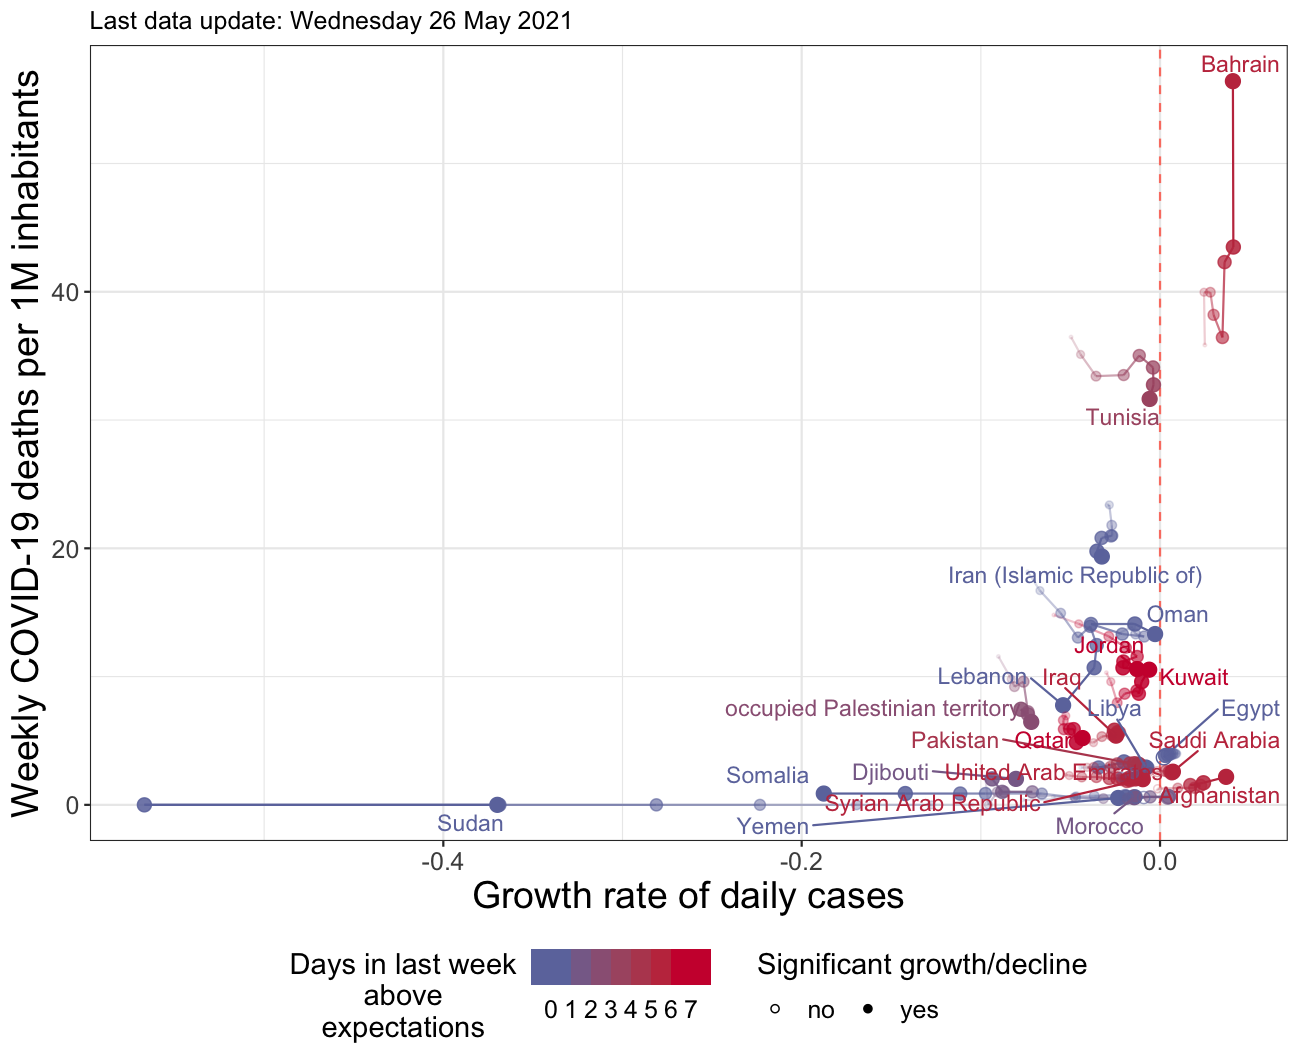 Last data update: Wednesday 26 May 2021
Weekly COVID-19 deaths per 1M inhabitants
40
20
0
Bahrain
Tunisia
Iran (Islamic Republic of)
Oman
Jordan
Lebanon
Iraq
Kuwait
occupied Palestinian territory
Libya
Egypt
Pakistan
Qatar
Saudi Arabia
Somalia
Djibouti
United Arab Emirates
Syrian Arab Republic
Afghanistan
Sudan
Yemen
Morocco
-0.4
-0.2
0.0
Growth rate of daily cases
Days in last week
above
expectations
0 1 2 3 4 5 6 7
Significant growth/decline
no
yes